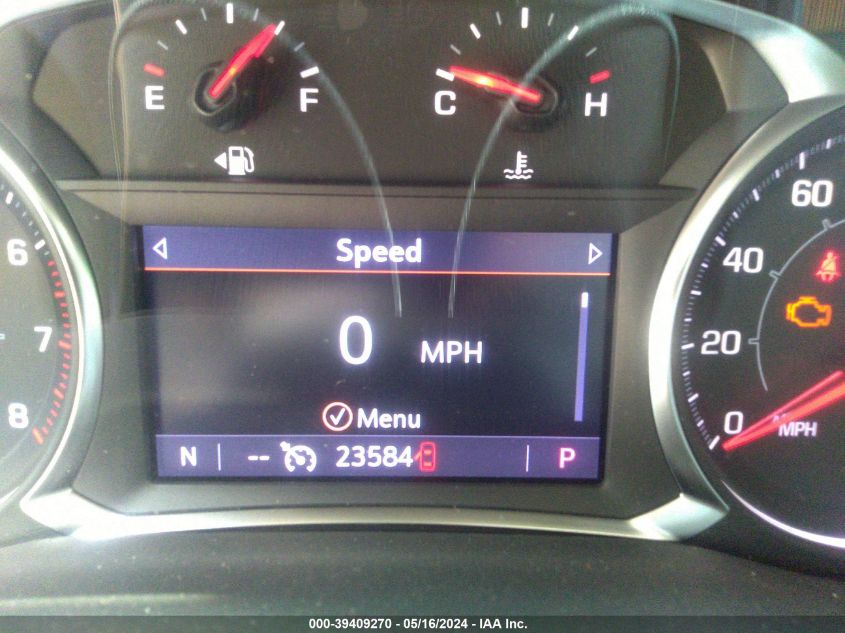 E F
C H
Speed
0 MPH
Menu
N -- 23584 P
6
7
8
60
40
20
0
MPH
000-39409270 - 05/16/2024 - IAA Inc.